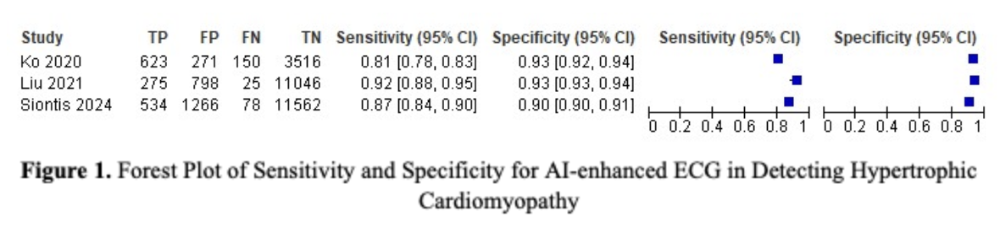 Study TP FP FN TN Sensitivity (95% CI) Specificity (95% CI) Sensitivity (95% CI) Specificity (95% CI)
Ko 2020 623 271 150 3516 0.81 [0.78, 0.83] 0.93 [0.92, 0.94]
Liu 2021 275 798 25 11046 0.92 [0.88, 0.95] 0.93 [0.93, 0.94]
Siontis 2024 534 1266 78 11562 0.87 [0.84, 0.90] 0.90 [0.90, 0.91]
0 0.2 0.4 0.6 0.8 1 0 0.2 0.4 0.6 0.8 1
Figure 1. Forest Plot of Sensitivity and Specificity for AI-enhanced ECG in Detecting Hypertrophic
Cardiomyopathy